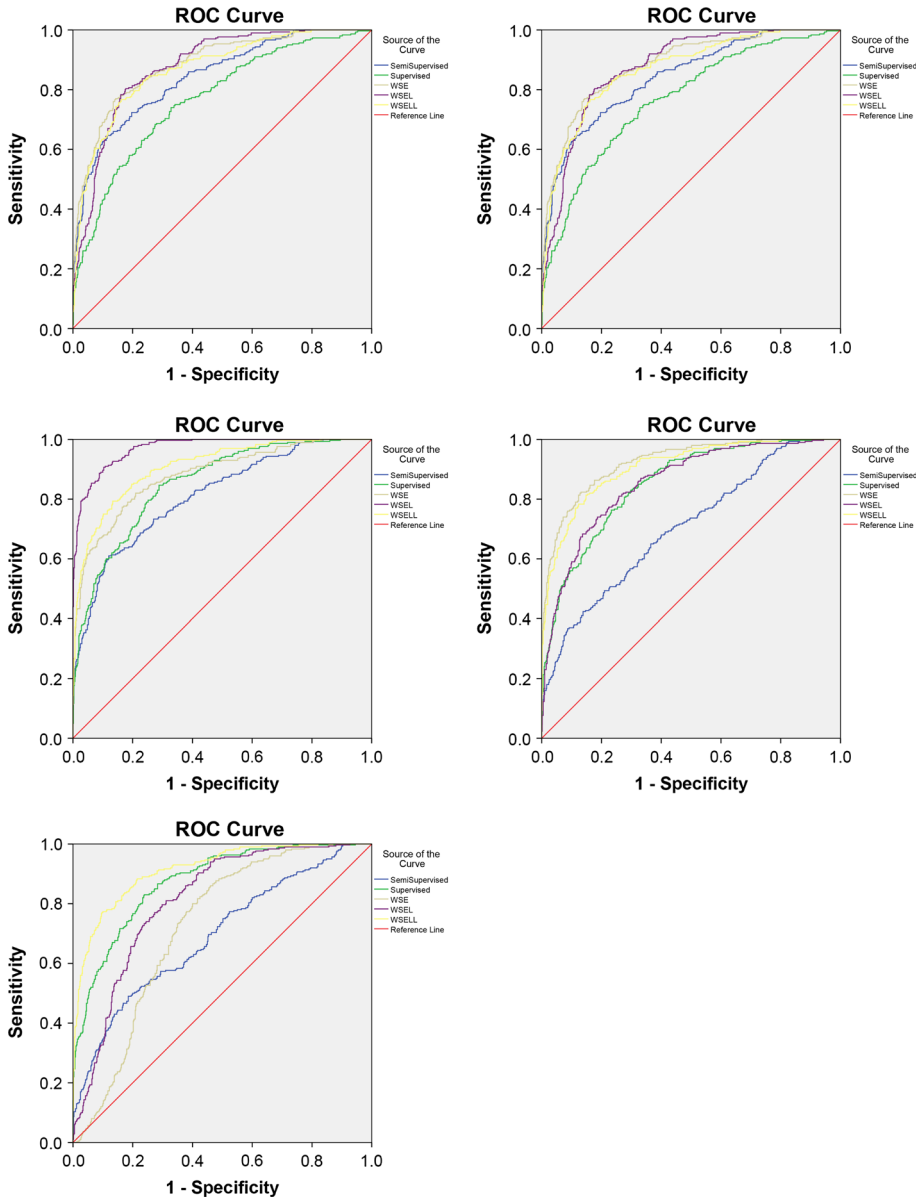 ROC Curve
1.0
0.8
0.6
0.4
0.2
0.0
Sensitivity
0.0 0.2 0.4 0.6 0.8 1.0
1 - Specificity
Source of the
Curve
SemiSupervised
Supervised
WSE
WSEL
WSELL
Reference Line
ROC Curve
1.0
0.8
0.6
0.4
0.2
0.0
Sensitivity
0.0 0.2 0.4 0.6 0.8 1.0
1 - Specificity
Source of the
Curve
SemiSupervised
Supervised
WSE
WSEL
WSELL
Reference Line
ROC Curve
1.0
0.8
0.6
0.4
0.2
0.0
Sensitivity
0.0 0.2 0.4 0.6 0.8 1.0
1 - Specificity
Source of the
Curve
SemiSupervised
Supervised
WSE
WSEL
WSELL
Reference Line
ROC Curve
1.0
0.8
0.6
0.4
0.2
0.0
Sensitivity
0.0 0.2 0.4 0.6 0.8 1.0
1 - Specificity
Source of the
Curve
SemiSupervised
Supervised
WSE
WSEL
WSELL
Reference Line
ROC Curve
1.0
0.8
0.6
0.4
0.2
0.0
Sensitivity
0.0 0.2 0.4 0.6 0.8 1.0
1 - Specificity
Source of the
Curve
SemiSupervised
Supervised
WSE
WSEL
WSELL
Reference Line